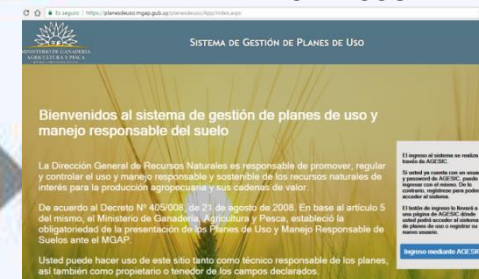 Es seguro | https://planesdeuso.mgap.gub.uy/planesdeuso/App/Index.aspx
MINISTERIO DE GANADERÍA
AGRICULTURA Y PESCA
SISTEMA DE GESTIÓN DE PLANES DE USO
Bienvenidos al sistema de gestión de planes de uso y
manejo responsable del suelo
La Dirección General de Recursos Naturales es responsable de promover, regular
y controlar el uso y manejo responsable y sostenible de los recursos naturales de
interés para la producción agropecuaria y sus cadenas de valor.
De acuerdo al Decreto Nº 405/008, de 21 de agosto de 2008. En base al artículo 5
del mismo, el Ministerio de Ganadería, Agricultura y Pesca, estableció la
obligatoriedad de la presentación de los Planes de Uso y Manejo Responsable de
Suelos ante el MGAP.
Usted puede hacer uso de este sitio tanto como técnico responsable de los planes,
así también como propietario o tenedor de los campos declarados.
El ingreso al sistema se realiza
través de AGESIC.
Si usted ya cuenta con un usua
y password de AGESIC, puede
ingresar con el mismo. De lo
contrario, regístrese para poder
acceder al sistema.
El botón de ingreso lo llevará a
una página de AGESIC dónde
usted podrá acceder al sistema
de planes de uso o registrar su
nuevo usuario.
Ingreso mediante AGESIC